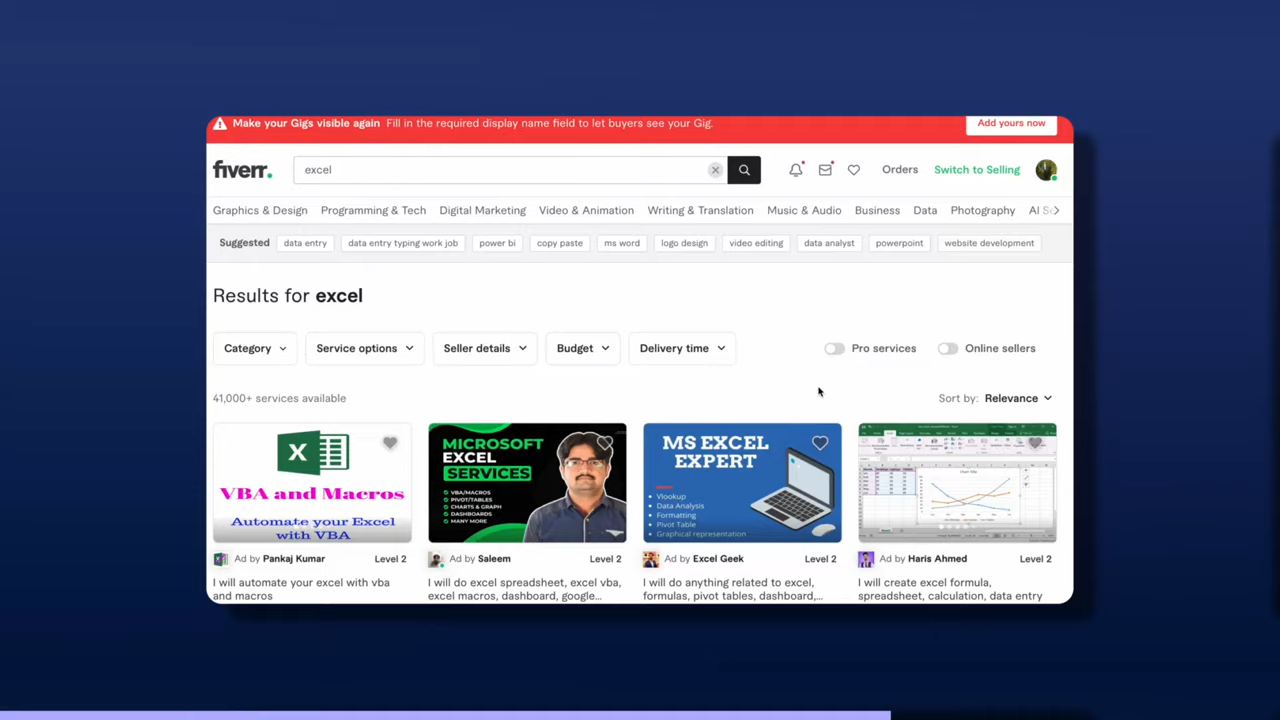 Make your Gigs visible again Fill in the required display name field to let buyers see your Gig. Add yours now
fiverr. excel Orders Switch to Selling
Graphics & Design Programming & Tech Digital Marketing Video & Animation Writing & Translation Music & Audio Business Data Photography AI Se
Suggested data entry data entry typing work job power bi copy paste ms word logo design video editing data analyst powerpoint website development
Results for excel
Category Service options Seller details Budget Delivery time Pro services Online sellers
41,000+ services available Sort by: Relevance
X
VBA and Macros
Automate your Excel
with VBA
MICROSOFT
EXCEL
SERVICES
VBA/MACROS
PIVOT/TABLES
CHARTS & GRAPH
DASHBOARDS
MANY MORE
MS EXCEL
EXPERT
Vlookup
Data Analysis
Formatting
Pivot Table
Graphical representation
Ad by Pankaj Kumar Level 2
I will automate your excel with vba
and macros
Ad by Saleem Level 2
I will do excel spreadsheet, excel vba,
excel macros, dashboard, google...
Ad by Excel Geek Level 2
I will do anything related to excel,
formulas, pivot tables, dashboard,...
Ad by Haris Ahmed Level 2
I will create excel formula,
spreadsheet, calculation, data entry